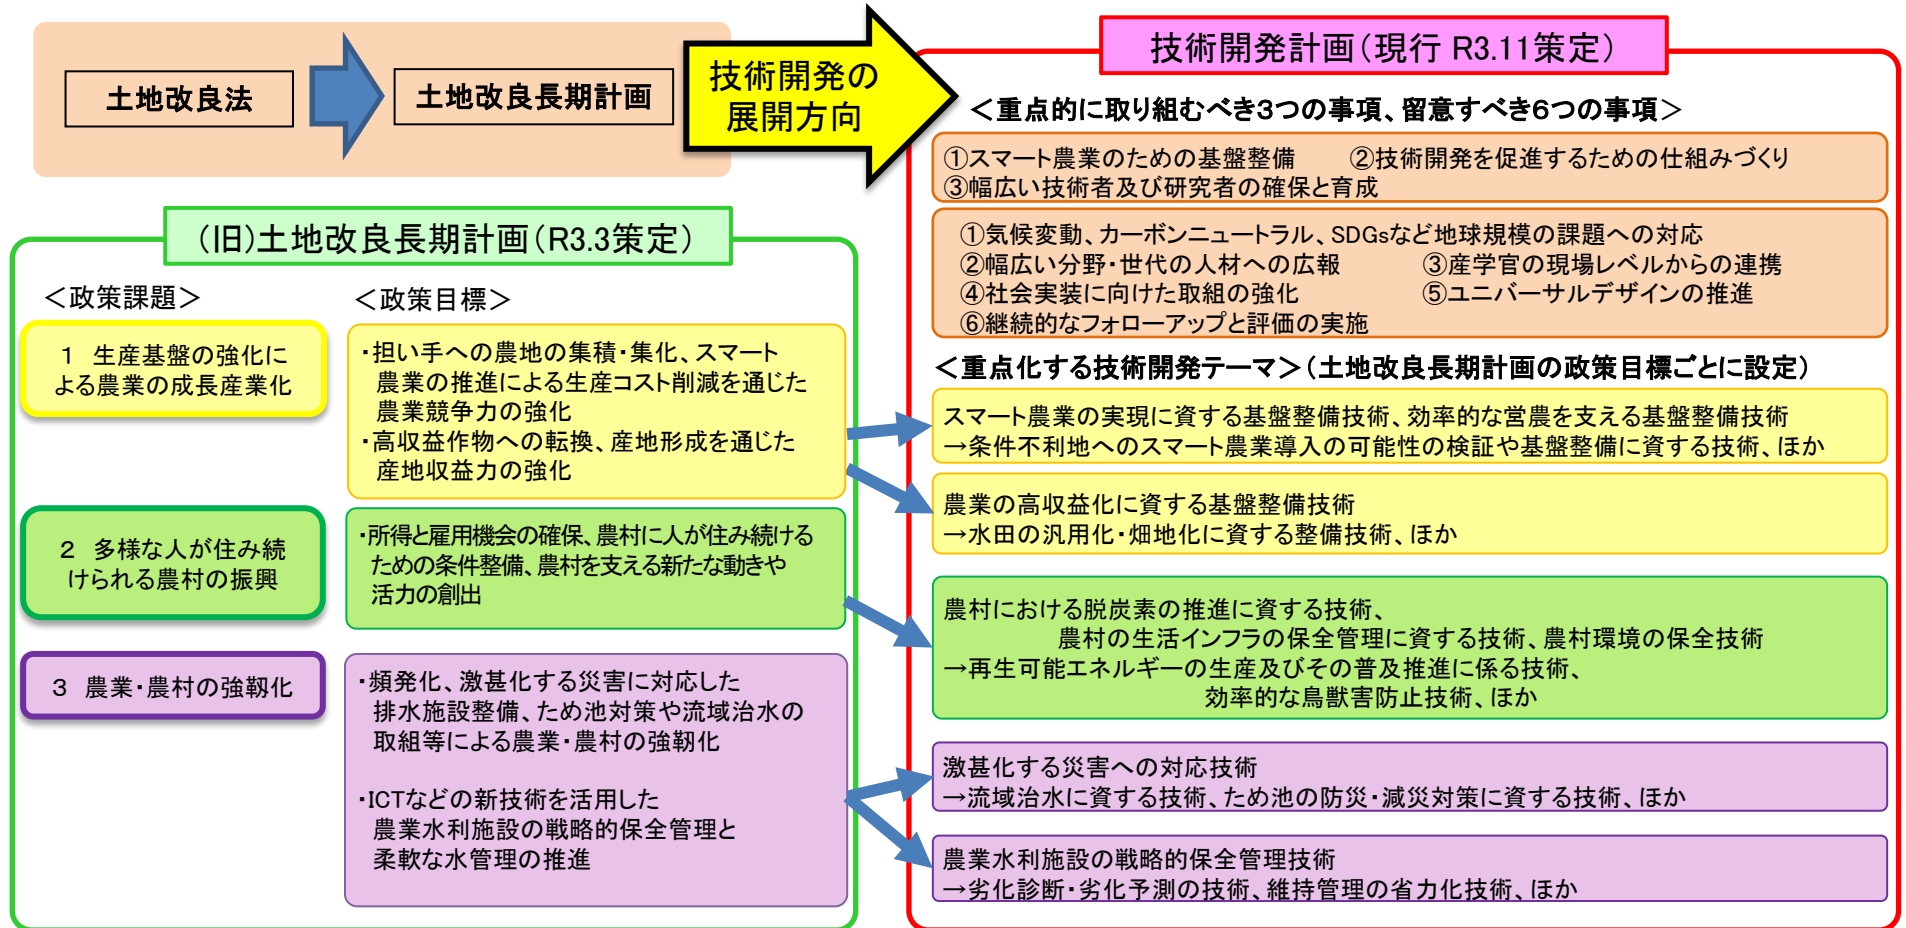 土地改良法
土地改良長期計画
技術開発の
展開方向
技術開発計画(現行 R3.11策定)
<重点的に取り組むべき3つの事項、留意すべき6つの事項>
①スマート農業のための基盤整備 ②技術開発を促進するための仕組みづくり
③幅広い技術者及び研究者の確保と育成
①気候変動、カーボンニュートラル、SDGsなど地球規模の課題への対応
②幅広い分野・世代の人材への広報 ③産学官の現場レベルからの連携
④社会実装に向けた取組の強化 ⑤ユニバーサルデザインの推進
⑥継続的なフォローアップと評価の実施
<重点化する技術開発テーマ>(土地改良長期計画の政策目標ごとに設定)
スマート農業の実現に資する基盤整備技術、効率的な営農を支える基盤整備技術
→条件不利地へのスマート農業導入の可能性の検証や基盤整備に資する技術、ほか
農業の高収益化に資する基盤整備技術
→水田の汎用化・畑地化に資する整備技術、ほか
農村における脱炭素の推進に資する技術、
農村の生活インフラの保全管理に資する技術、農村環境の保全技術
→再生可能エネルギーの生産及びその普及推進に係る技術、
効率的な鳥獣害防止技術、ほか
激甚化する災害への対応技術
→流域治水に資する技術、ため池の防災・減災対策に資する技術、ほか
農業水利施設の戦略的保全管理技術
→劣化診断・劣化予測の技術、維持管理の省力化技術、ほか
(旧)土地改良長期計画(R3.3策定)
<政策課題>
<政策目標>
1 生産基盤の強化に
よる農業の成長産業化
・担い手への農地の集積・集化、スマート
農業の推進による生産コスト削減を通じた
農業競争力の強化
・高収益作物への転換、産地形成を通じた
産地収益力の強化
2 多様な人が住み続
けられる農村の振興
・所得と雇用機会の確保、農村に人が住み続ける
ための条件整備、農村を支える新たな動きや
活力の創出
3 農業・農村の強靱化
・頻発化、激甚化する災害に対応した
排水施設整備、ため池対策や流域治水の
取組等による農業・農村の強靱化
・ICTなどの新技術を活用した
農業水利施設の戦略的保全管理と
柔軟な水管理の推進